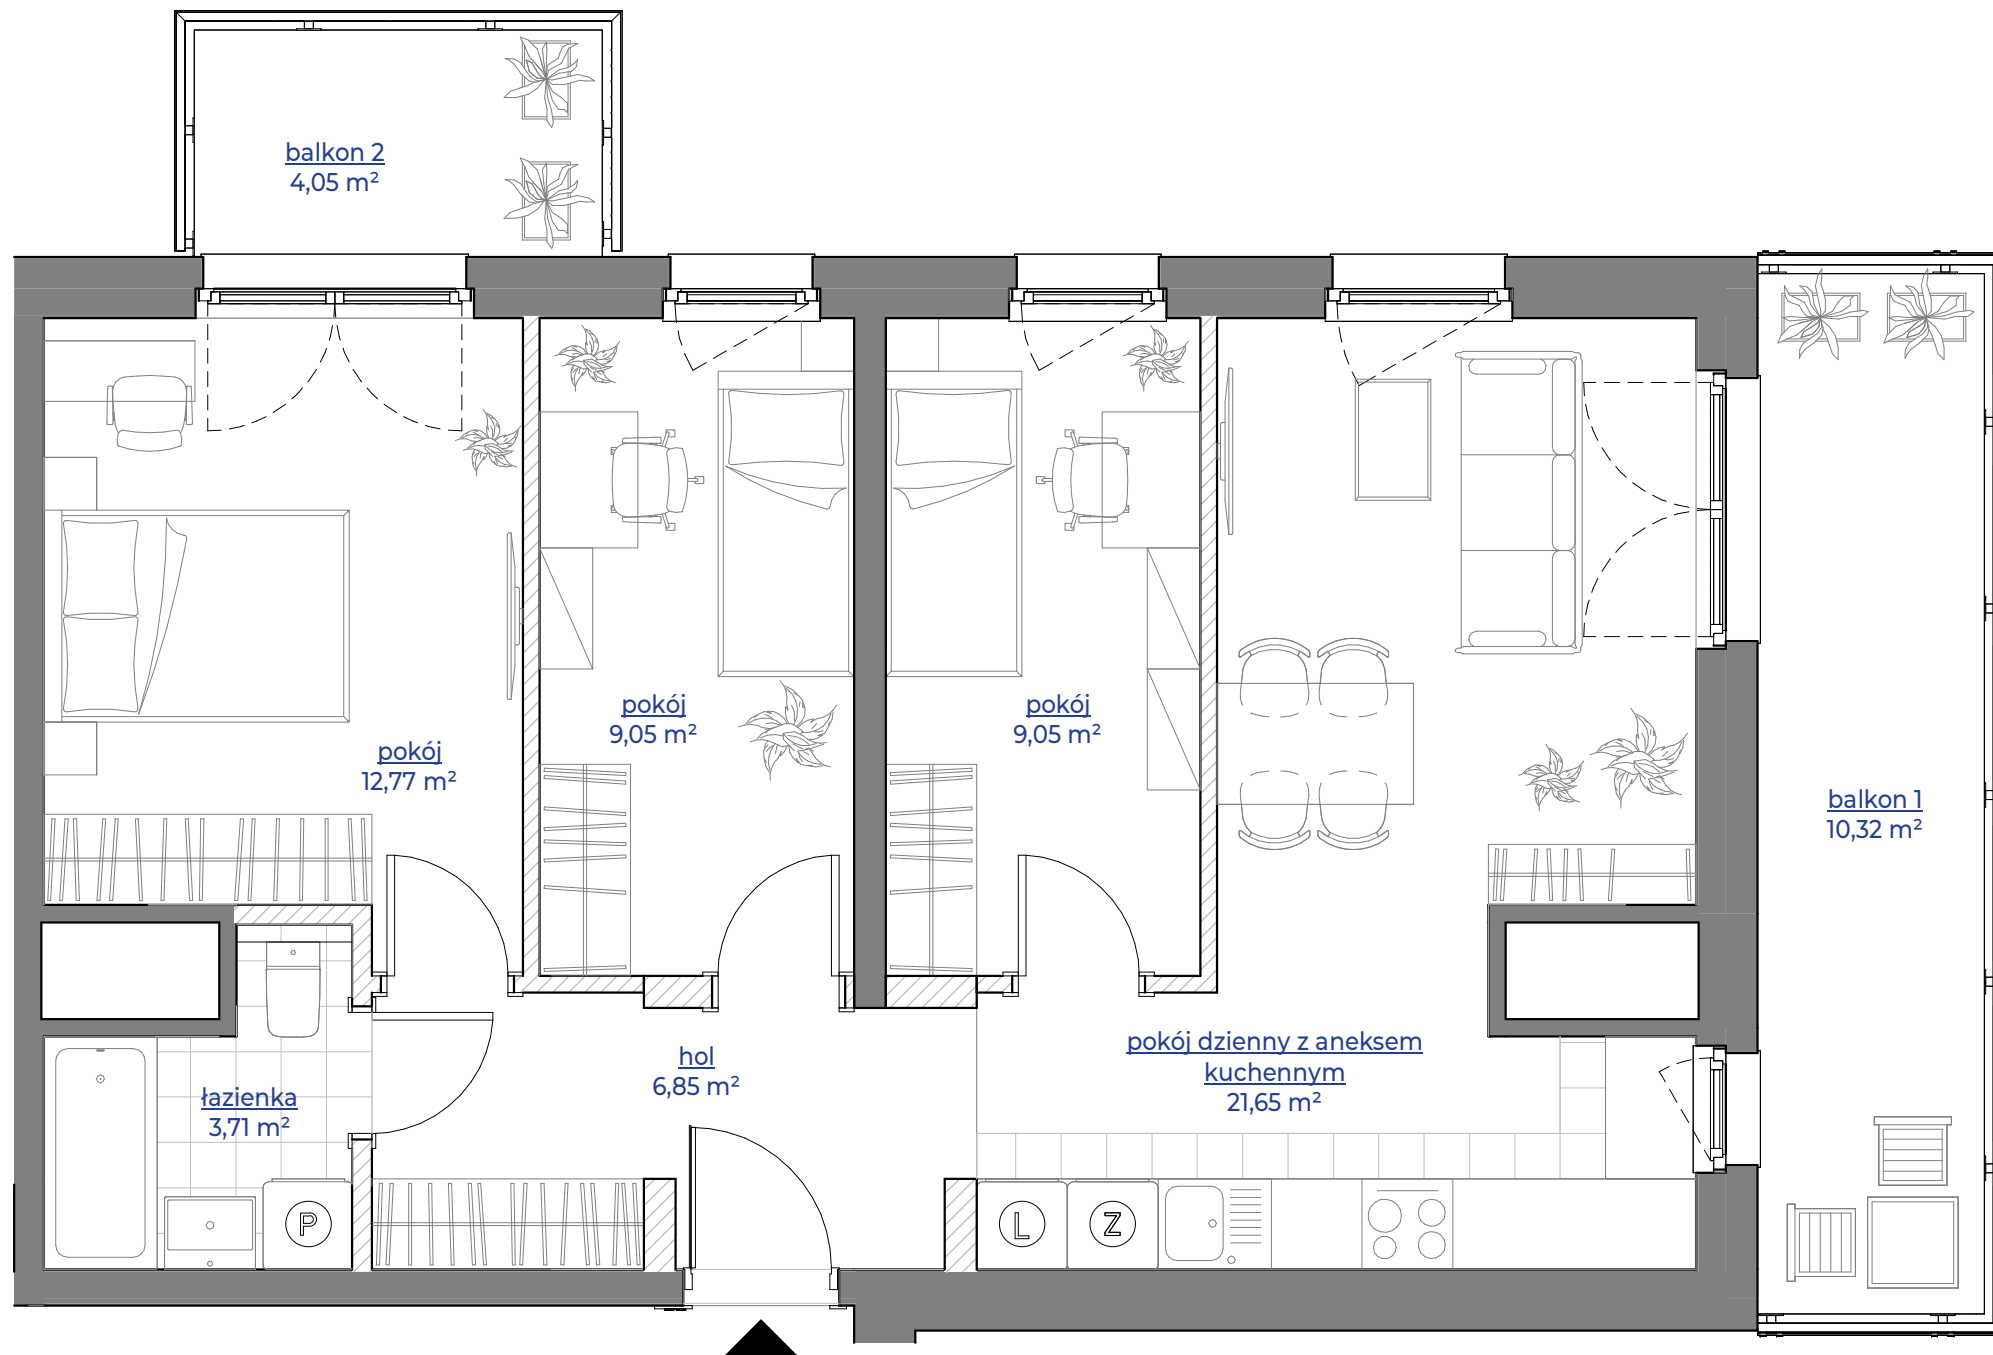 balkon 2
4,05 m²
pokój
12,77 m²
pokój
9,05 m²
pokój
9,05 m²
balkon 1
10,32 m²
pokój dzienny z aneksem
kuchennym
21,65 m²
hol
6,85 m²
łazienka
3,71 m²
P
L
Z